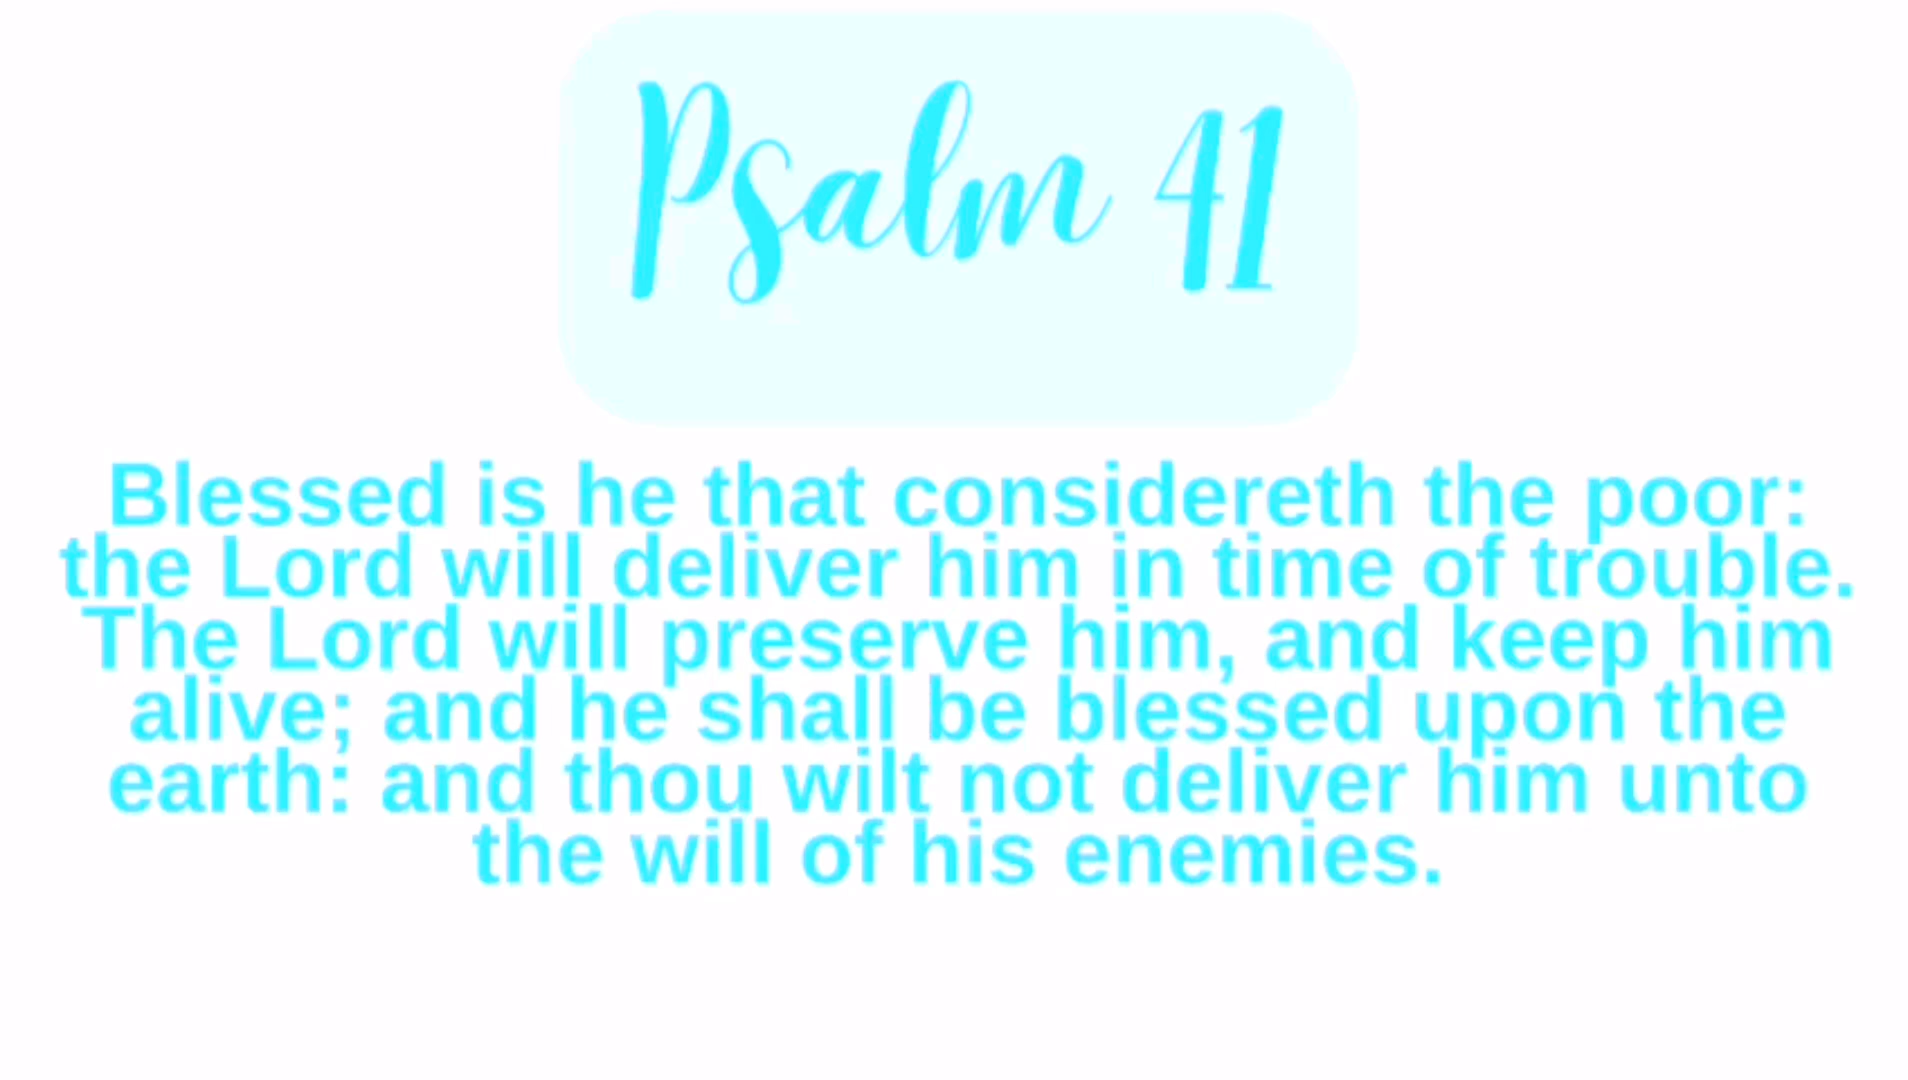 Psalm 41
Blessed is he that considereth the poor:
the Lord will deliver him in time of trouble.
The Lord will preserve him, and keep him
alive; and he shall be blessed upon the
earth: and thou wilt not deliver him unto
the will of his enemies.